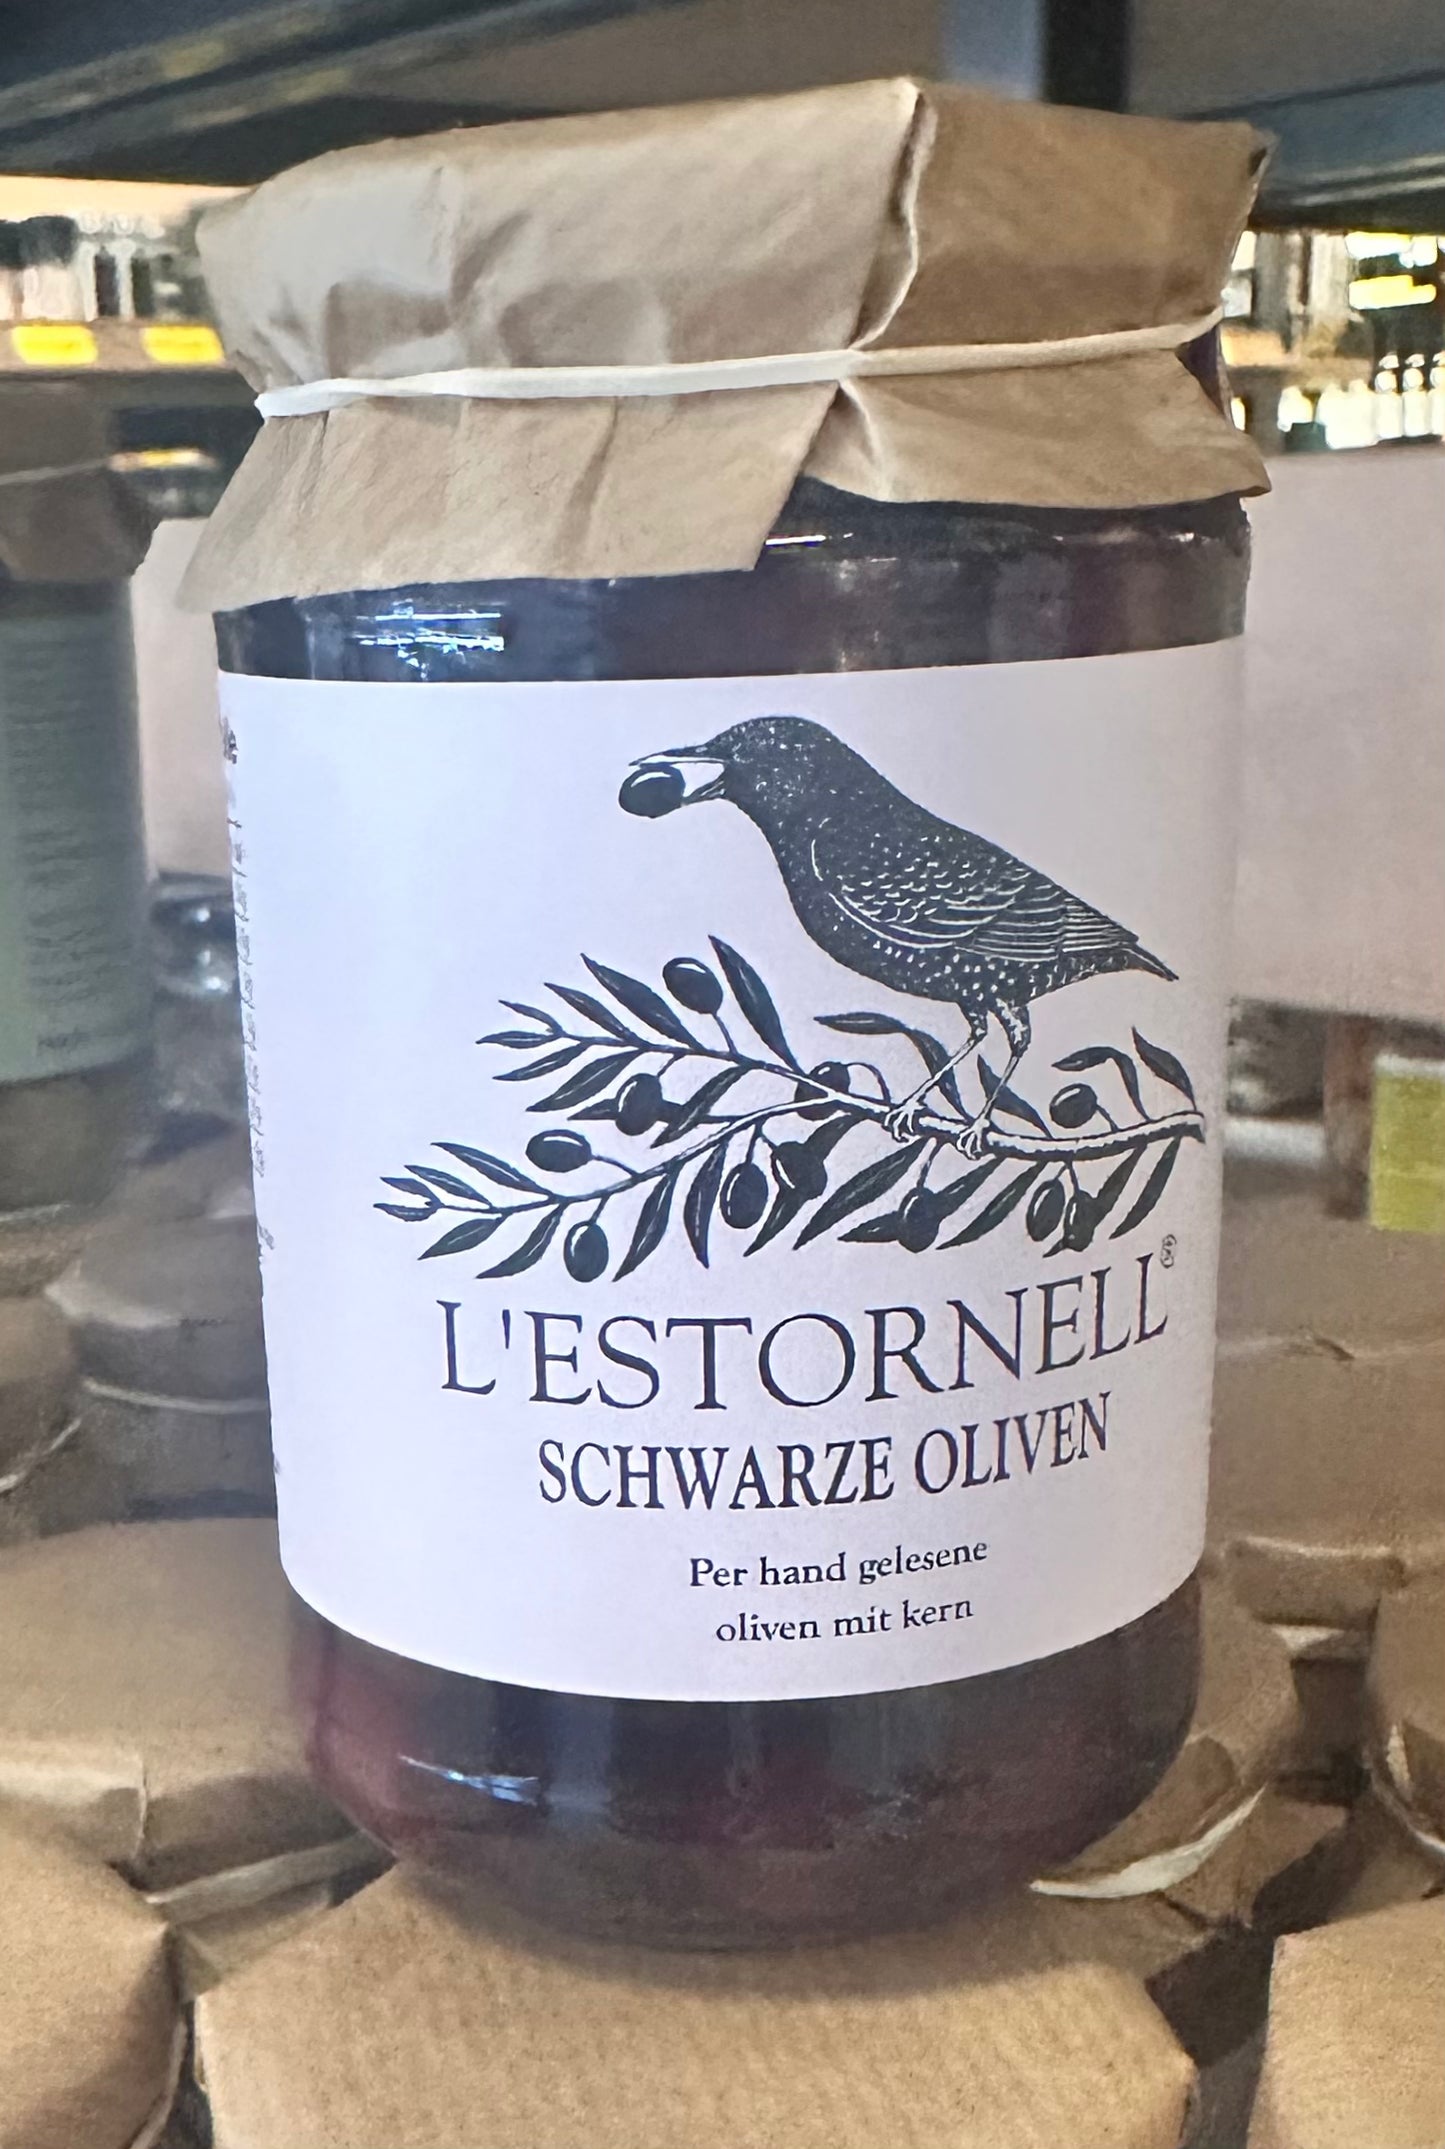 L'ESTORNELL®
SCHWARZE OLIVEN
Per hand gelesene
oliven mit kern